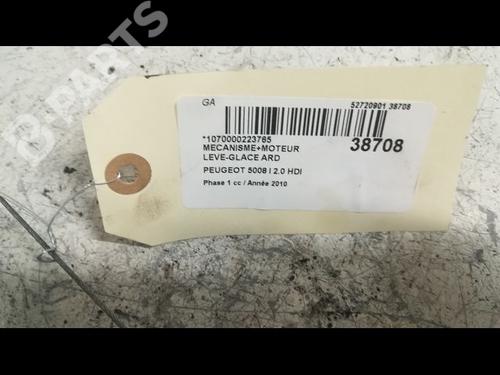 B-PARTS
GA
52720901 38708
*1070000223765
38708
MECANISME+MOTEUR
LEVE-GLACE ARD
PEUGEOT 5008 I 2.0 HDI
Phase 1 cc / Année 2010